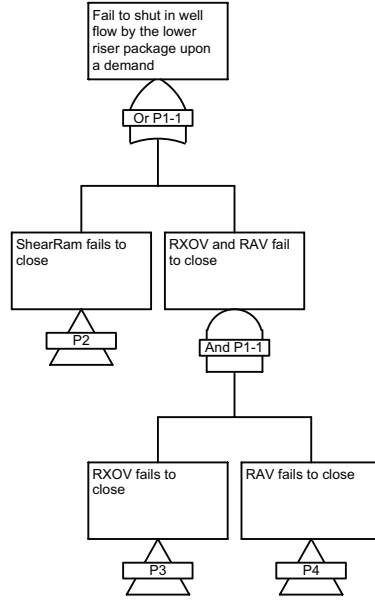 Fail to shut in well
flow by the lower
riser package upon
a demand
Or P1-1
ShearRam fails to
close
RXOV and RAV fail
to close
P2
And P1-1
RXOV fails to
close
RAV fails to close
P3
P4